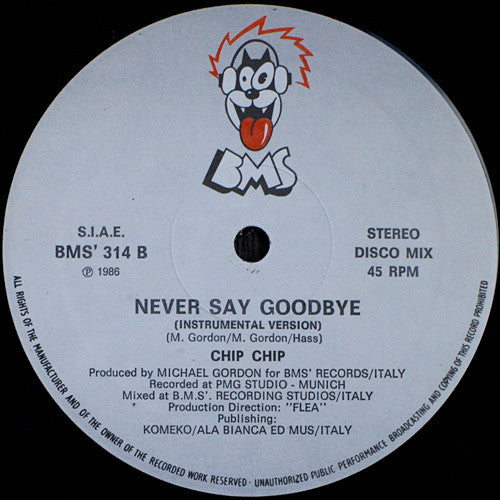 BMS
S.I.A.E.
BMS' 314 B
℗ 1986
STEREO
DISCO MIX
45 RPM
NEVER SAY GOODBYE
(INSTRUMENTAL VERSION)
(M. Gordon/M. Gordon/Hass)
CHIP CHIP
Produced by MICHAEL GORDON for BMS' RECORDS/ITALY
Recorded at PMG STUDIO - MUNICH
Mixed at B.M.S'. RECORDING STUDIOS/ITALY
Production Direction: "FLEA"
Publishing:
KOMEKO/ALA BIANCA ED MUS/ITALY
ALL RIGHTS OF THE MANUFACTURER AND OF THE OWNER OF THE RECORDED WORK RESERVED - UNAUTHORIZED PUBLIC PERFORMANCE BROADCASTING AND COPYING OF THIS RECORD PROHIBITED